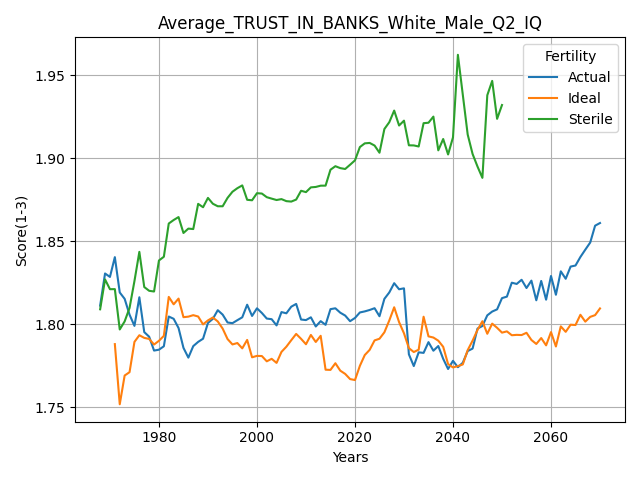 Average_TRUST_IN_BANKS_White_Male_Q2_IQ
Fertility
Actual
Ideal
Sterile
Score(1-3)
1.95
1.90
1.85
1.80
1.75
1980
2000
2020
2040
2060
Years